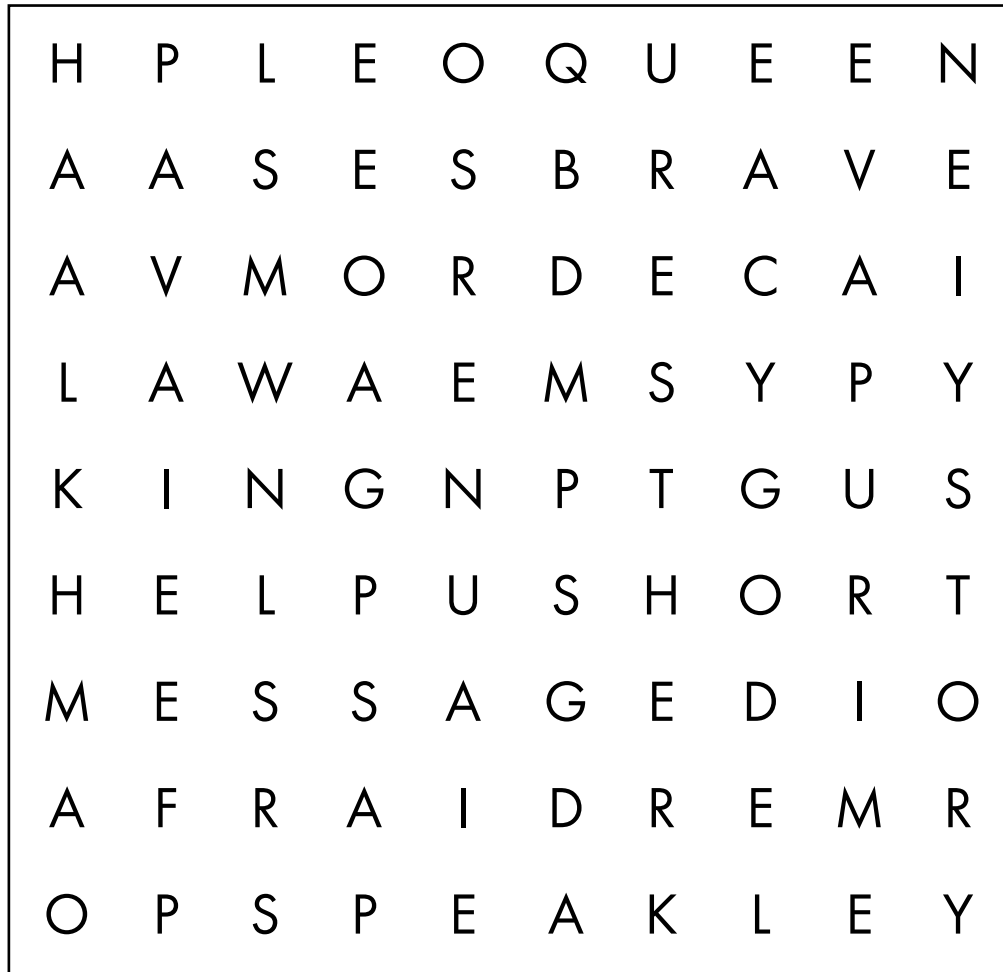 H P L E O Q U E E N
A A S E S B R A V E
A V M O R D E C A I
L A W A E M S Y P Y
K I N G N P T G U S
H E L P U S H O R T
M E S S A G E D I O
A F R A I D R E M R
O P S P E A K L E Y